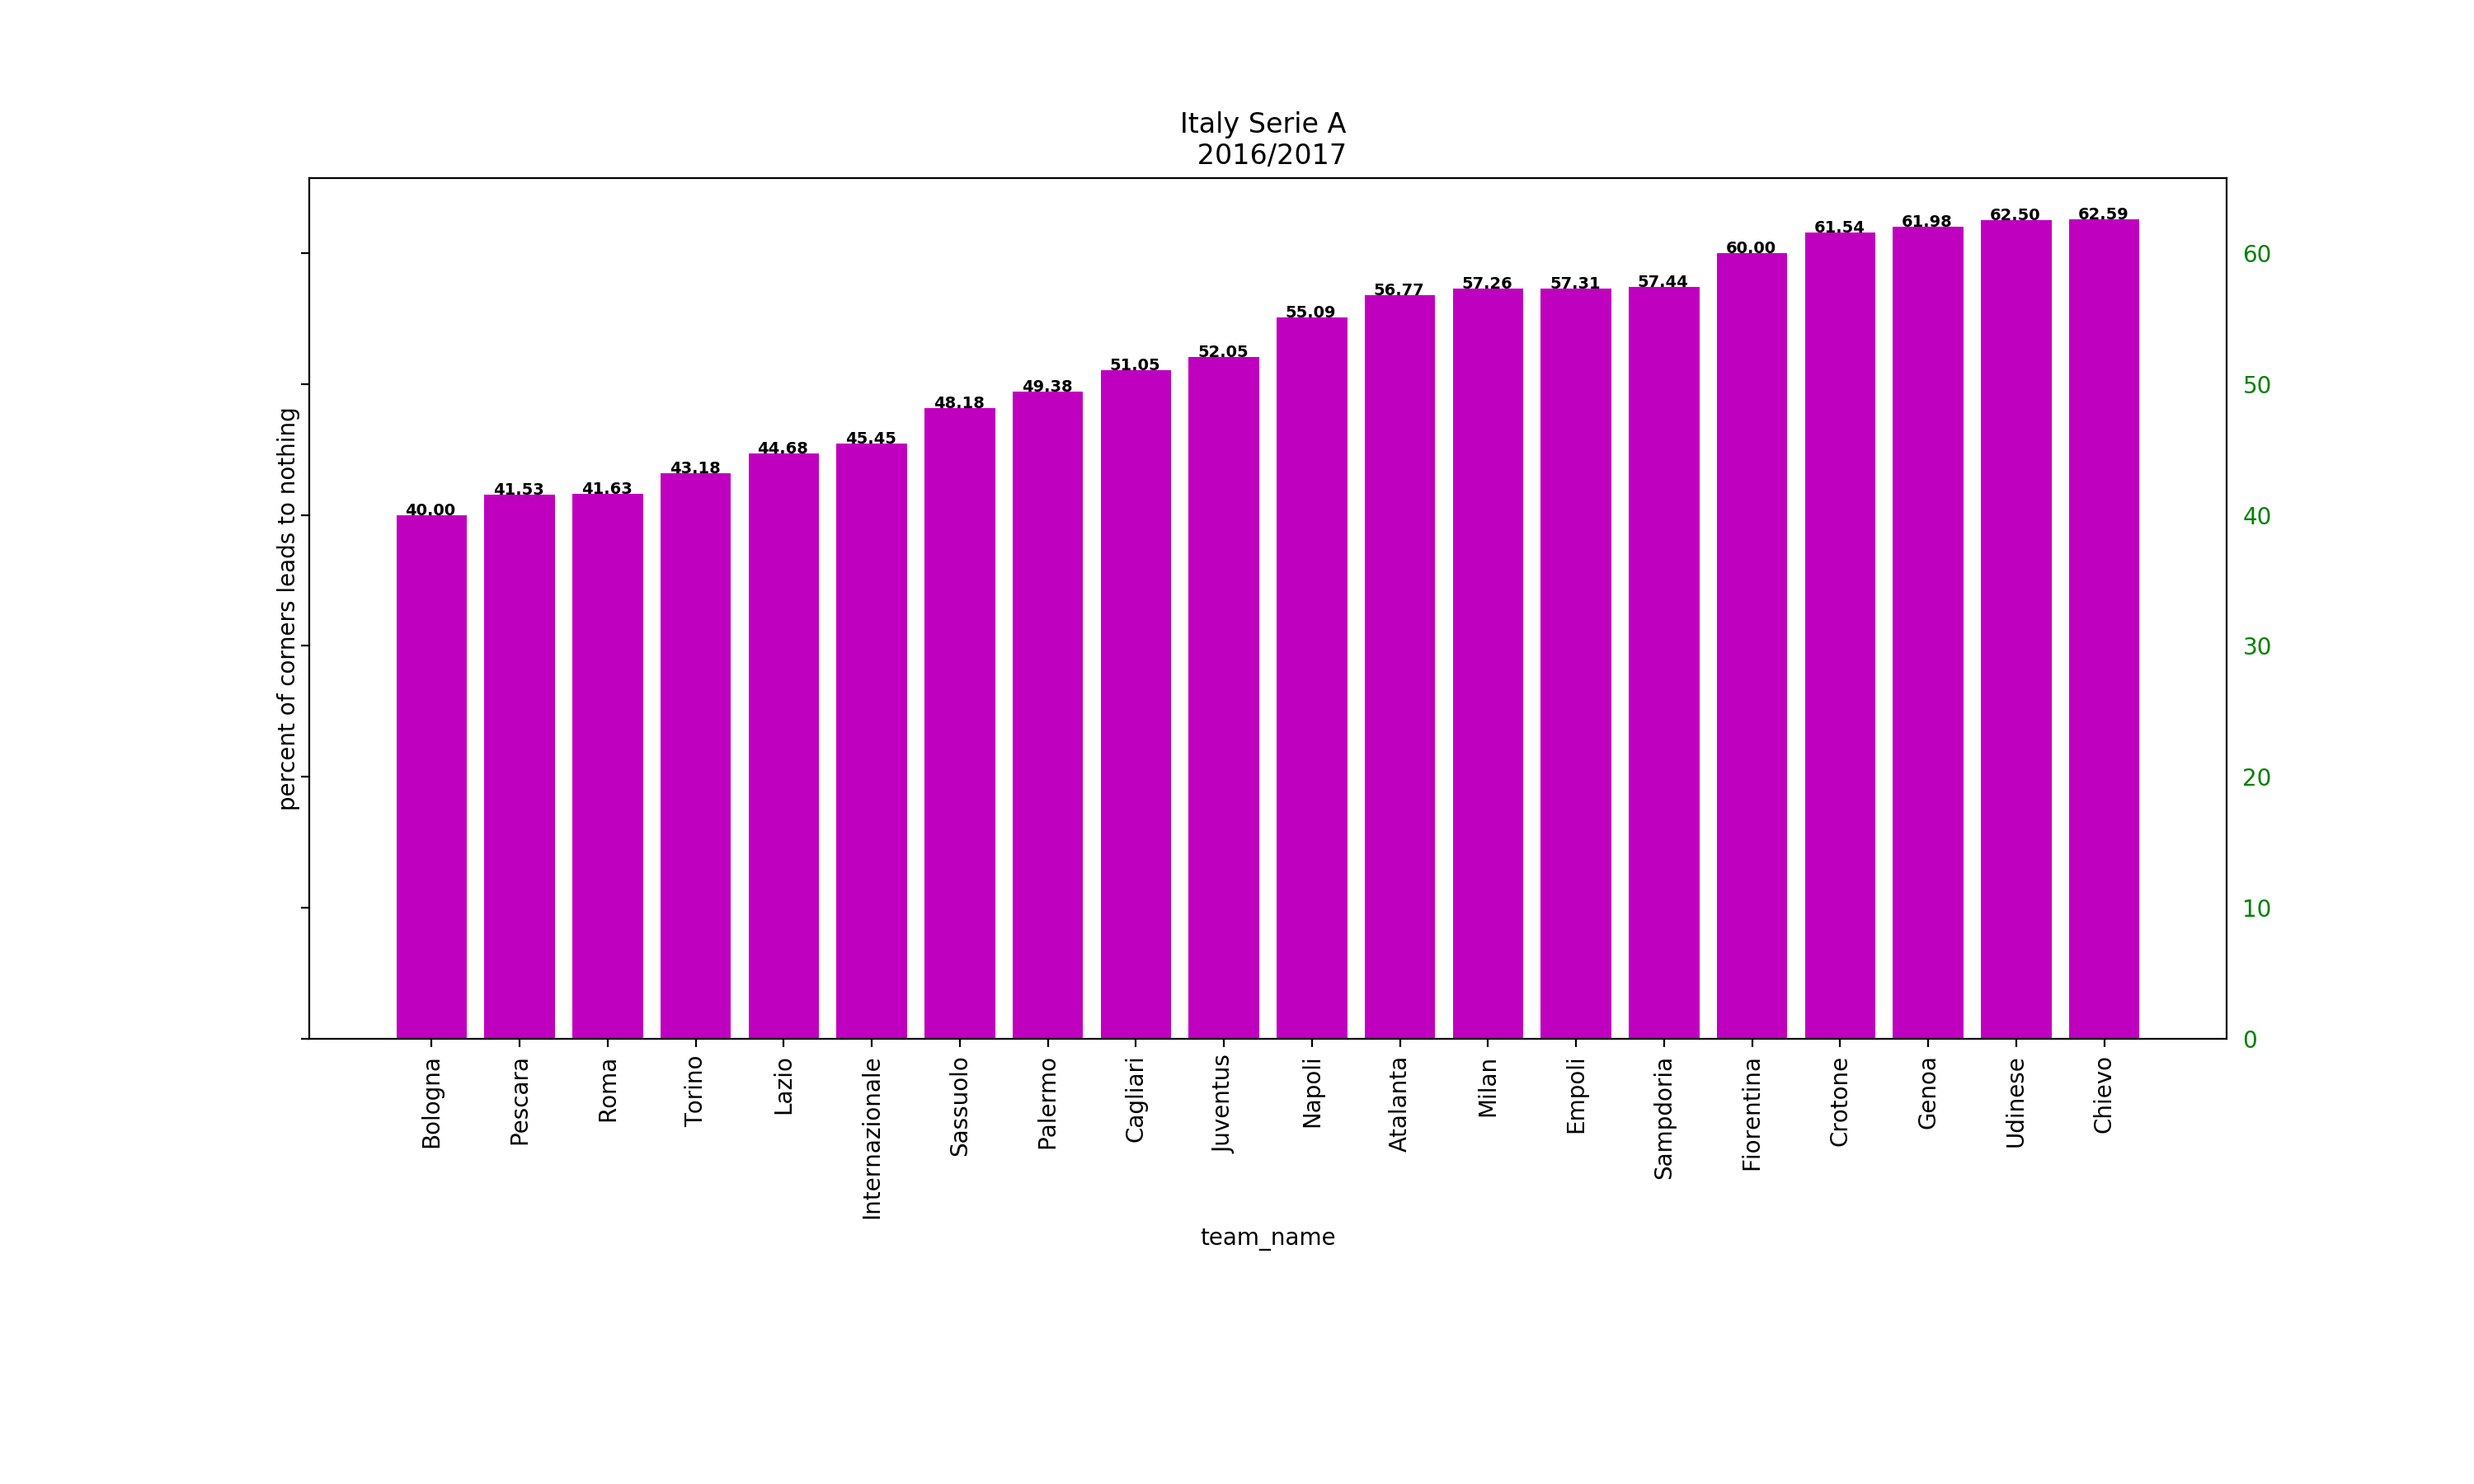 Italy Serie A
2016/2017
percent of corners leads to nothing
40.00
41.53
41.63
43.18
44.68
45.45
48.18
49.38
51.05
52.05
55.09
56.77
57.26
57.31
57.44
60.00
61.54
61.98
62.50
62.59
60
50
40
30
20
10
0
Bologna
Pescara
Roma
Torino
Lazio
Internazionale
Sassuolo
Palermo
Cagliari
Juventus
Napoli
Atalanta
Milan
Empoli
Sampdoria
Fiorentina
Crotone
Genoa
Udinese
Chievo
team_name